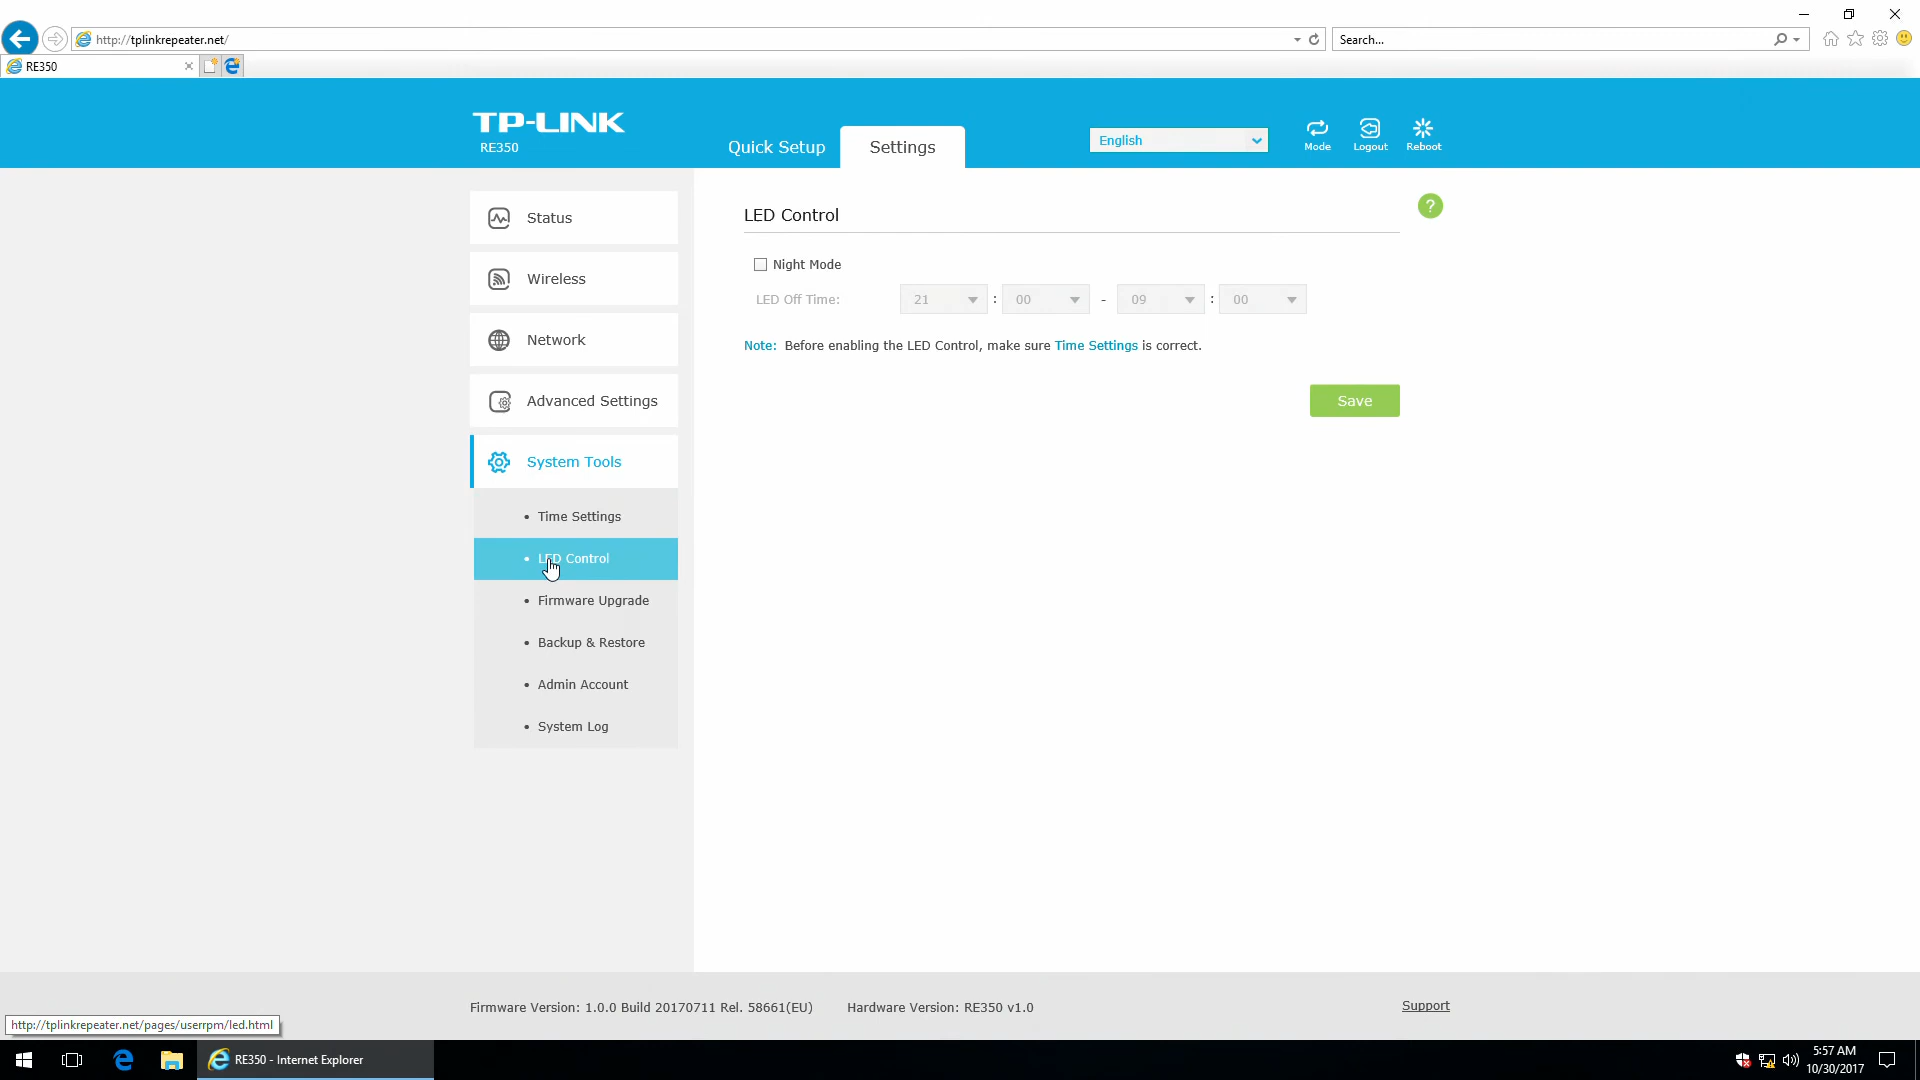 http://tplinkrepeater.net/
Search...
RE350
TP-LINK
RE350
Quick Setup
Settings
English
Mode
Logout
Reboot
Status
Wireless
Network
Advanced Settings
System Tools
• Time Settings
• LED Control
• Firmware Upgrade
• Backup & Restore
• Admin Account
• System Log
LED Control
?
Night Mode
LED Off Time: 21 : 00 - 09 : 00
Note: Before enabling the LED Control, make sure Time Settings is correct.
Save
Firmware Version: 1.0.0 Build 20170711 Rel. 58661(EU) Hardware Version: RE350 v1.0
Support
http://tplinkrepeater.net/pages/userrpm/led.html
RE350 - Internet Explorer
5:57 AM
10/30/2017